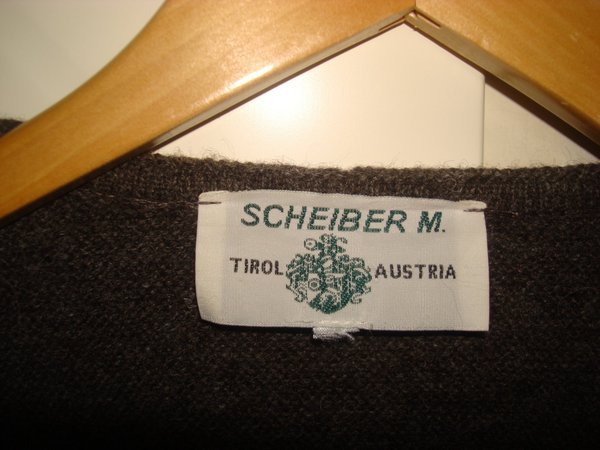 SCHEIBER M.
TIROL AUSTRIA